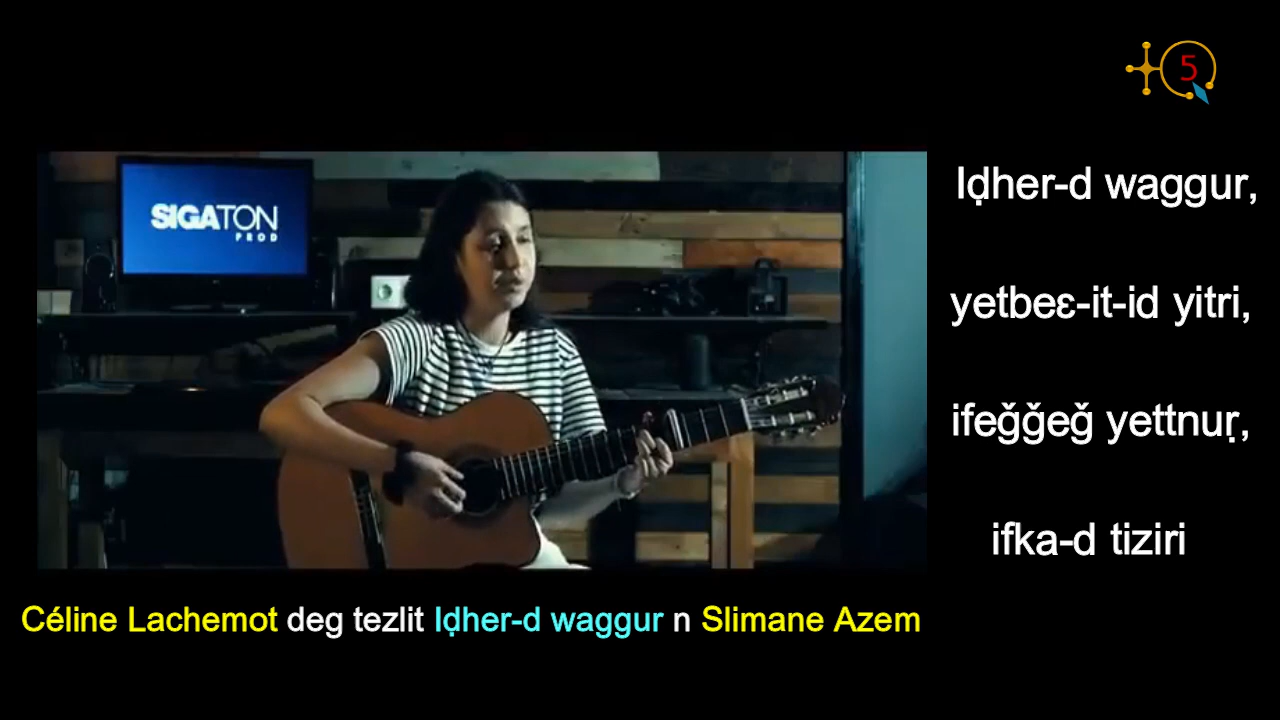 5
SIGATON
PROD
Iḍher-d waggur,
yetbeɛ-it-id yitri,
ifeǧǧeǧ yettnuṛ,
ifka-d tiziri
Céline Lachemot deg tezlit Iḍher-d waggur n Slimane Azem